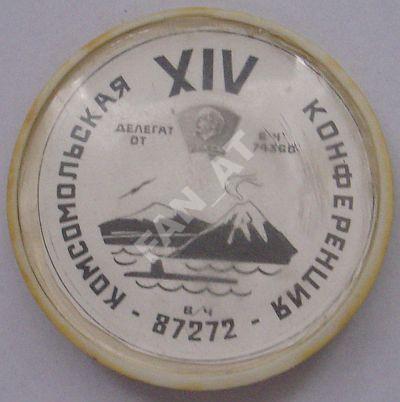 XIV
КОМСОМОЛЬСКАЯ КОНФЕРЕНЦИЯ
ДЕЛЕГАТ
ОТ
В/Ч
74368
FAN_AT
В/Ч
- 87272 -